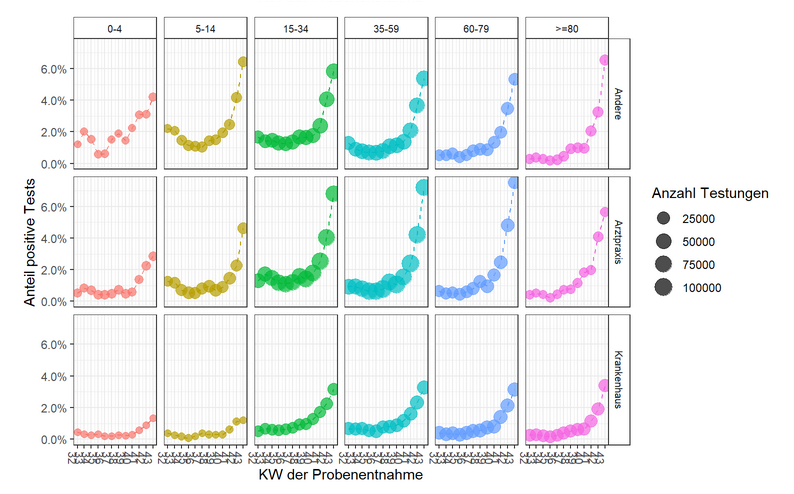 0-4 5-14 15-34 35-59 60-79 >=80
6.0%
4.0%
2.0%
0.0%
Andere
6.0%
4.0%
2.0%
0.0%
Arztpraxis
6.0%
4.0%
2.0%
0.0%
Krankenhaus
Anteil positive Tests
KW der Probenentnahme
Anzahl Testungen
25000
50000
75000
100000